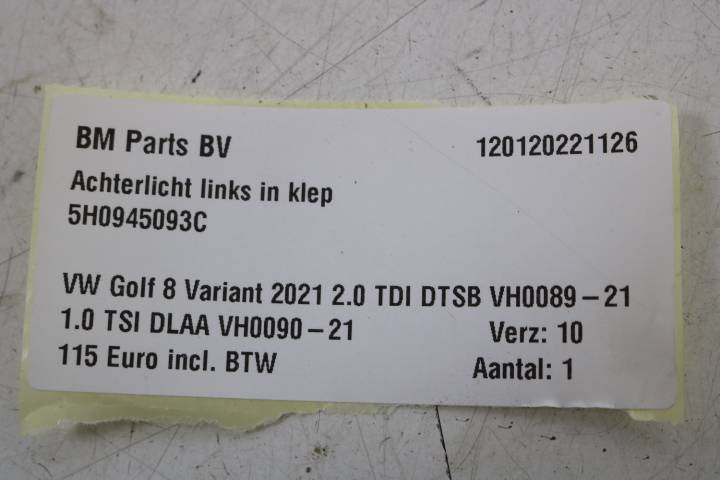 BM Parts BV 120120221126
Achterlicht links in klep
5H0945093C
VW Golf 8 Variant 2021 2.0 TDI DTSB VH0089-21
1.0 TSI DLAA VH0090-21 Verz: 10
115 Euro incl. BTW Aantal: 1